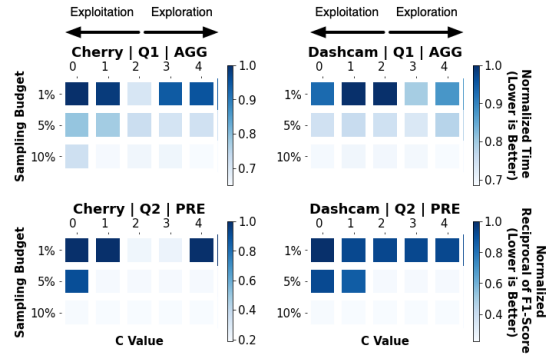 Exploitation Exploration Exploitation Exploration
Cherry | Q1 | AGG
0 1 2 3 4
Sampling Budget
1%
5%
10%
1.0
0.9
0.8
0.7
Dashcam | Q1 | AGG
0 1 2 3 4
1%
5%
10%
1.0
0.9
0.8
0.7
Normalized Time
(Lower is Better)
Cherry | Q2 | PRE
0 1 2 3 4
Sampling Budget
1%
5%
10%
C Value
1.0
0.8
0.6
0.4
0.2
Dashcam | Q2 | PRE
0 1 2 3 4
1%
5%
10%
C Value
1.0
0.8
0.6
0.4
Normalized
Reciprocal of F1-Score
(Lower is Better)